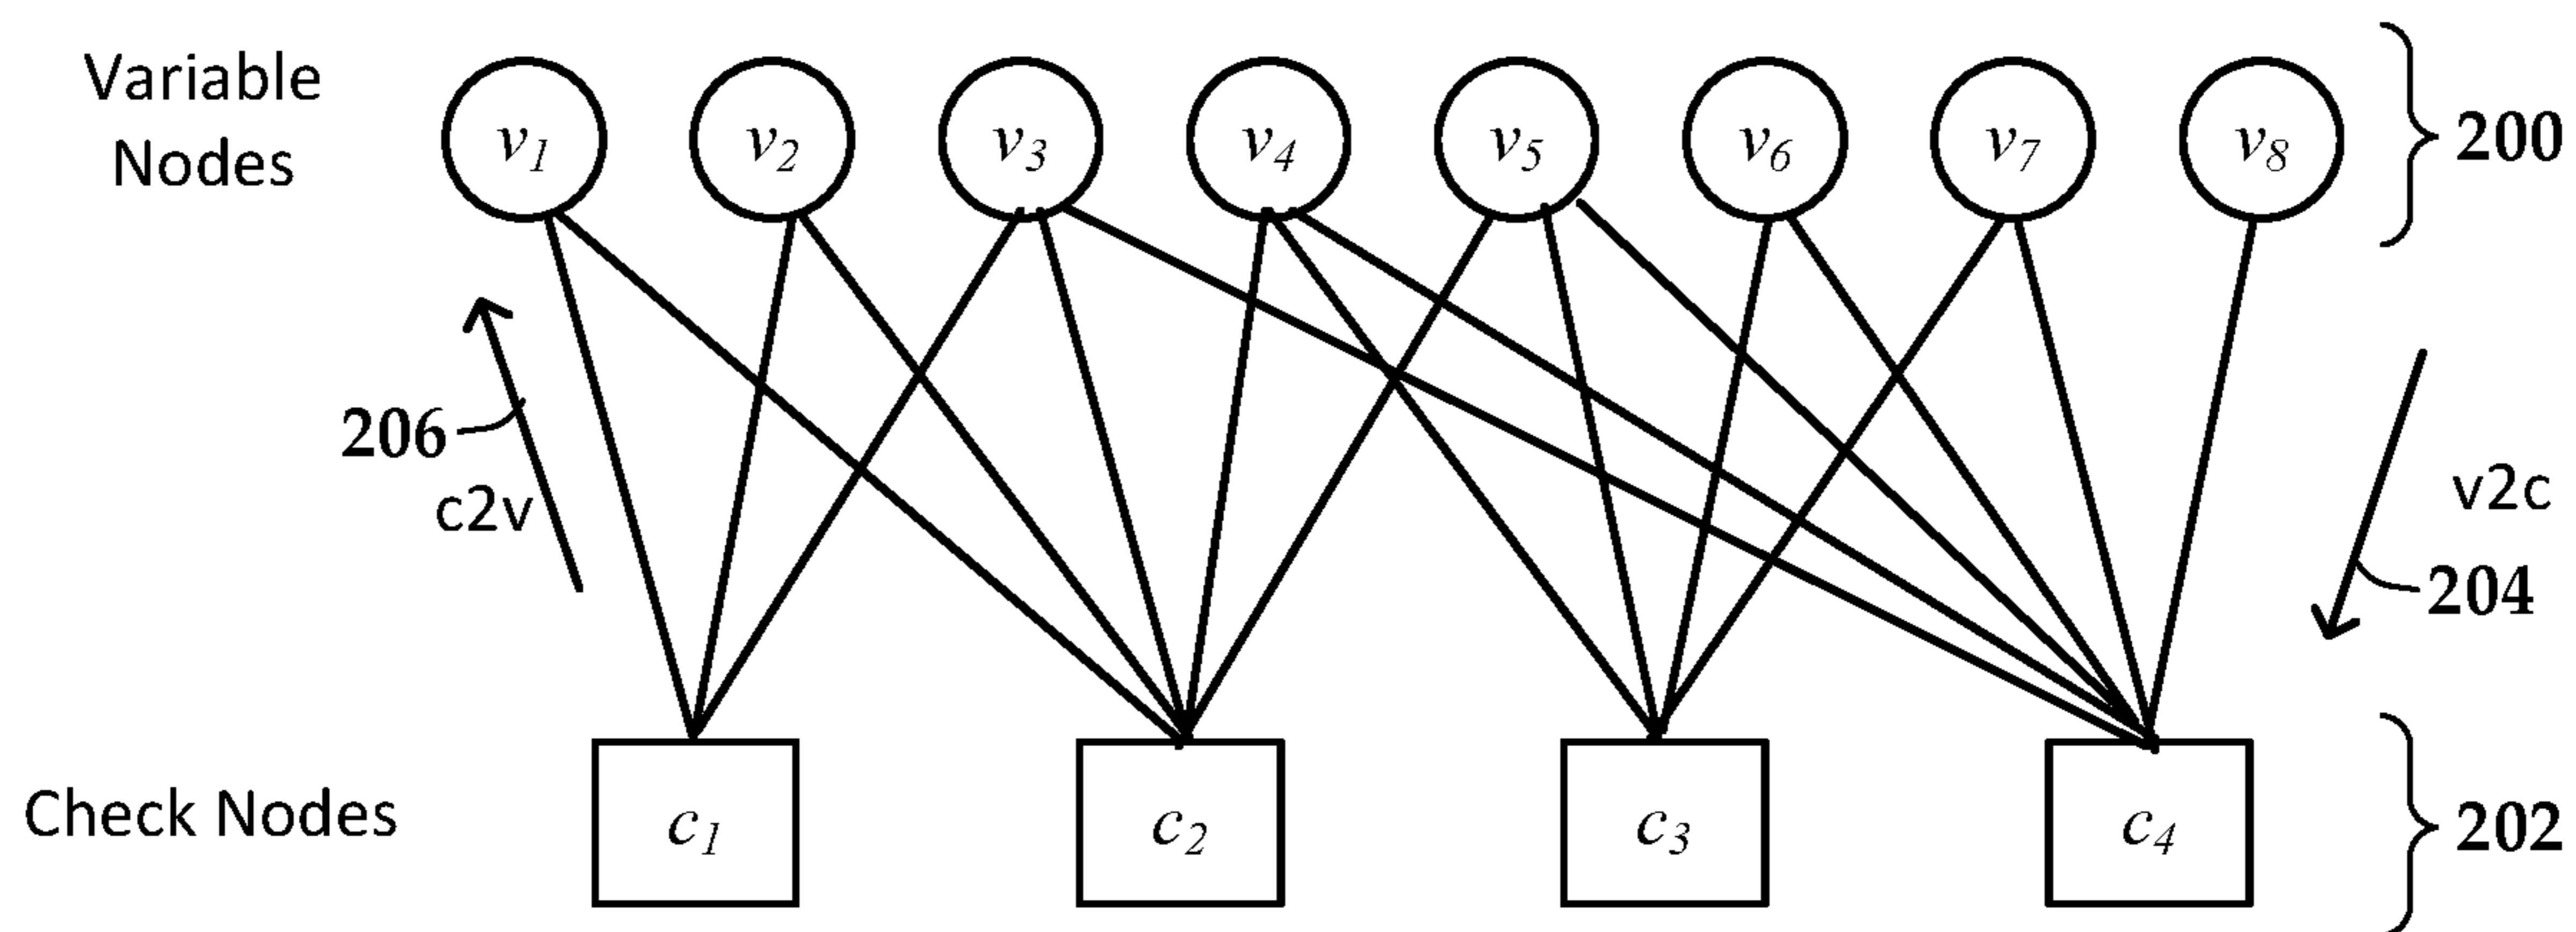 Variable
Nodes
v1 v2 v3 v4 v5 v6 v7 v8
200
206
c2v
v2c
204
Check Nodes
c1 c2 c3 c4
202